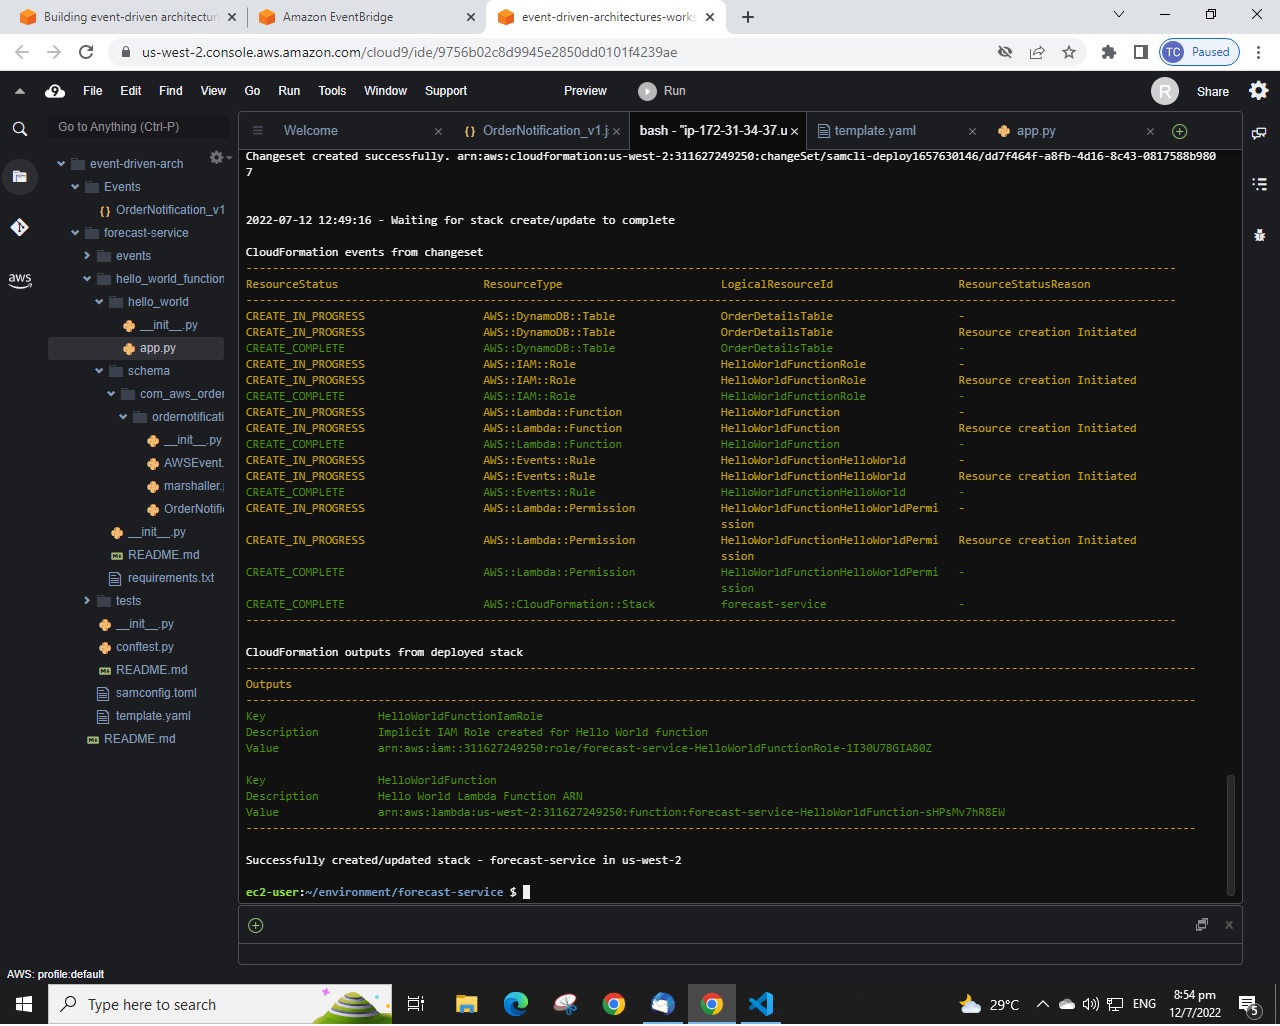 Building event-driven architectur
Amazon EventBridge
event-driven-architectures-works
us-west-2.console.aws.amazon.com/cloud9/ide/9756b02c8d9945e2850dd0101f4239ae
TC Paused
9 File Edit Find View Go Run Tools Window Support Preview Run R Share
Go to Anything (Ctrl-P)
Welcome
OrderNotification_v1.j
bash - "ip-172-31-34-37.u
template.yaml
app.py
event-driven-arch
Events
OrderNotification_v1
forecast-service
events
hello_world_function
hello_world
__init__.py
app.py
schema
com_aws_order
ordernotificati
__init__.py
AWSEvent.
marshaller.
OrderNotifi
__init__.py
README.md
requirements.txt
tests
__init__.py
conftest.py
README.md
samconfig.toml
template.yaml
README.md
aws
Changeset created successfully. arn:aws:cloudformation:us-west-2:311627249250:changeSet/samcli-deploy1657630146/dd7f464f-a8fb-4d16-8c43-0817588b980
7
2022-07-12 12:49:16 - Waiting for stack create/update to complete
CloudFormation events from changeset
ResourceStatus ResourceType LogicalResourceId ResourceStatusReason
CREATE_IN_PROGRESS AWS::DynamoDB::Table OrderDetailsTable -
CREATE_IN_PROGRESS AWS::DynamoDB::Table OrderDetailsTable Resource creation Initiated
CREATE_COMPLETE AWS::DynamoDB::Table OrderDetailsTable -
CREATE_IN_PROGRESS AWS::IAM::Role HelloWorldFunctionRole -
CREATE_IN_PROGRESS AWS::IAM::Role HelloWorldFunctionRole Resource creation Initiated
CREATE_COMPLETE AWS::IAM::Role HelloWorldFunctionRole -
CREATE_IN_PROGRESS AWS::Lambda::Function HelloWorldFunction -
CREATE_IN_PROGRESS AWS::Lambda::Function HelloWorldFunction Resource creation Initiated
CREATE_COMPLETE AWS::Lambda::Function HelloWorldFunction -
CREATE_IN_PROGRESS AWS::Events::Rule HelloWorldFunctionHelloWorld -
CREATE_IN_PROGRESS AWS::Events::Rule HelloWorldFunctionHelloWorld Resource creation Initiated
CREATE_COMPLETE AWS::Events::Rule HelloWorldFunctionHelloWorld -
CREATE_IN_PROGRESS AWS::Lambda::Permission HelloWorldFunctionHelloWorldPermi -
ssion
CREATE_IN_PROGRESS AWS::Lambda::Permission HelloWorldFunctionHelloWorldPermi Resource creation Initiated
ssion
CREATE_COMPLETE AWS::Lambda::Permission HelloWorldFunctionHelloWorldPermi -
ssion
CREATE_COMPLETE AWS::CloudFormation::Stack forecast-service -
CloudFormation outputs from deployed stack
Outputs
Key HelloWorldFunctionIamRole
Description Implicit IAM Role created for Hello World function
Value arn:aws:iam::311627249250:role/forecast-service-HelloWorldFunctionRole-1I30U7BGIA80Z
Key HelloWorldFunction
Description Hello World Lambda Function ARN
Value arn:aws:lambda:us-west-2:311627249250:function:forecast-service-HelloWorldFunction-sHPsMv7hR8EW
Successfully created/updated stack - forecast-service in us-west-2
ec2-user:~/environment/forecast-service $
AWS: profile:default
Type here to search
29°C
ENG
8:54 pm
12/7/2022
5